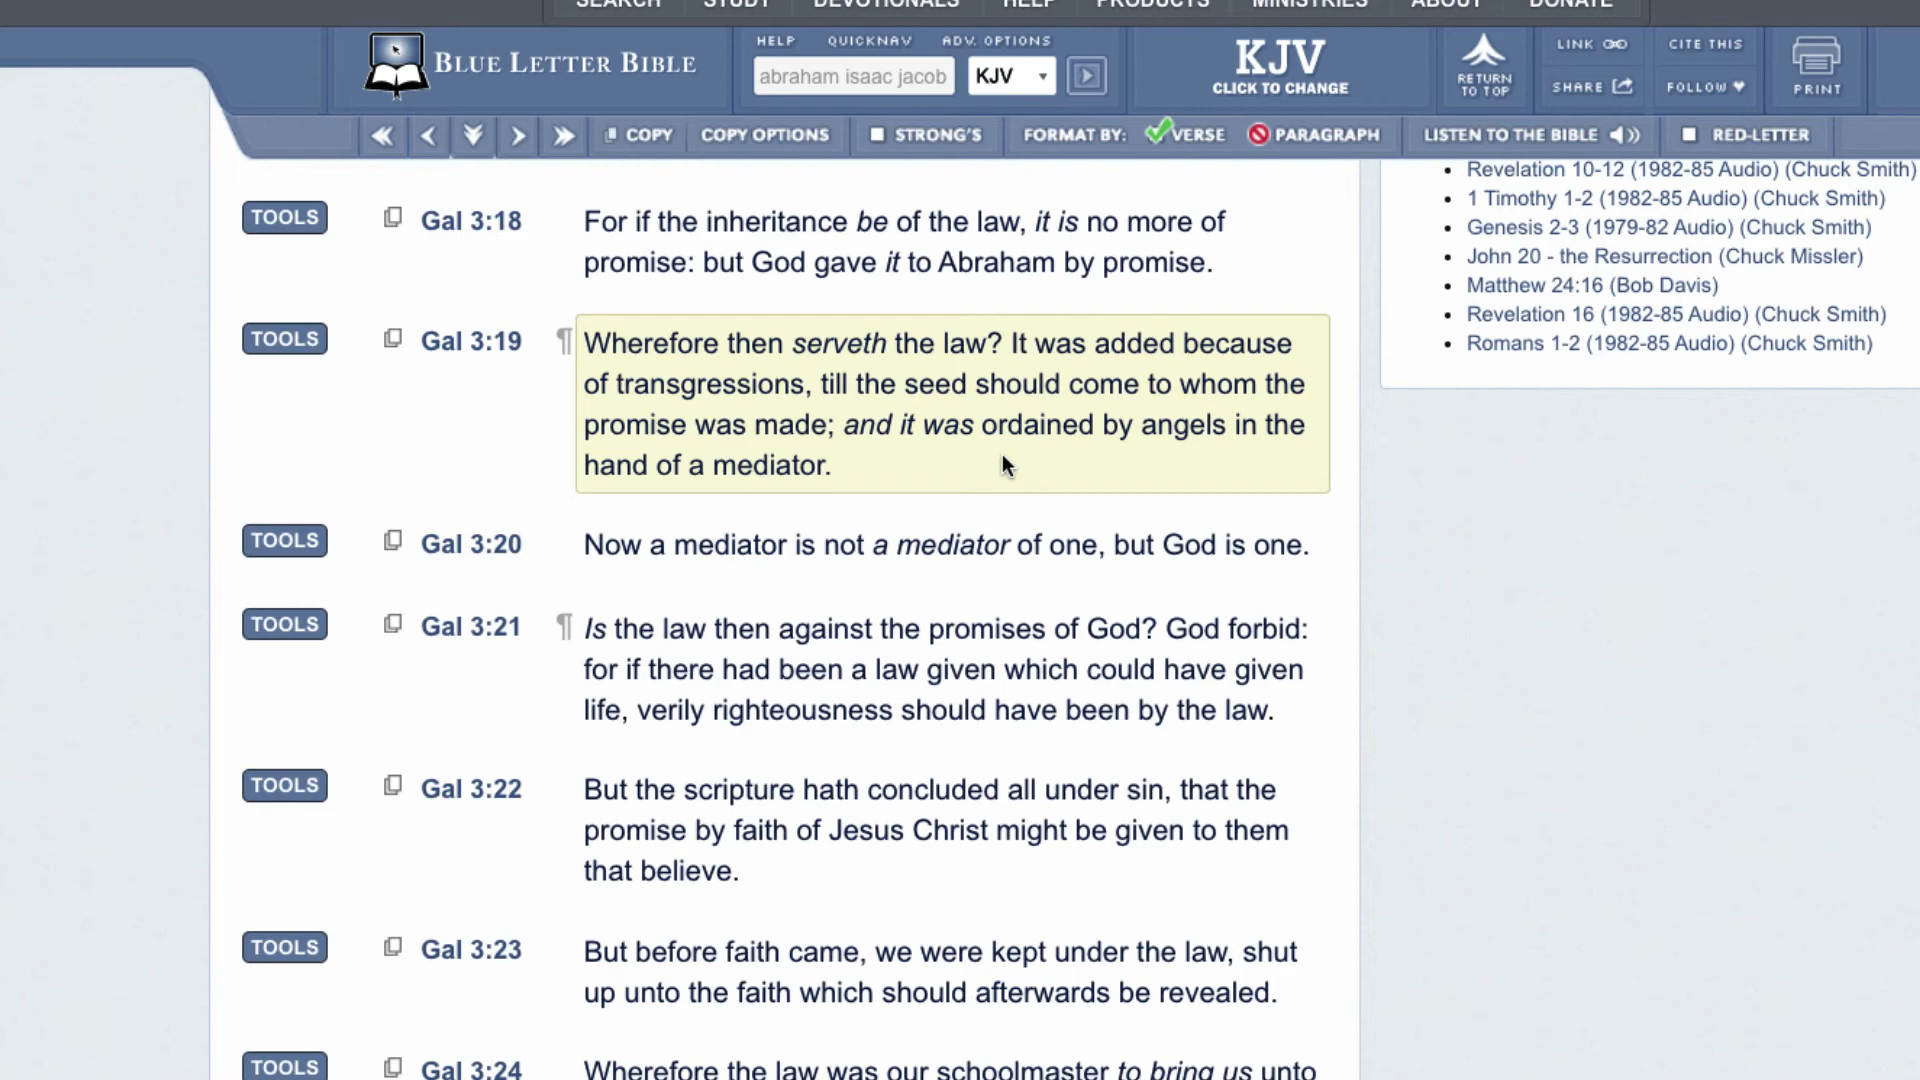 SEARCH STUDY DEVOTIONALS HELP PRODUCTS MINISTRIES ABOUT DONATE
BLUE LETTER BIBLE
HELP QUICKNAV ADV. OPTIONS
abraham isaac jacob KJV
KJV
CLICK TO CHANGE
RETURN
TO TOP
LINK
SHARE
CITE THIS
FOLLOW
PRINT
COPY COPY OPTIONS STRONG'S FORMAT BY: VERSE PARAGRAPH LISTEN TO THE BIBLE RED-LETTER
TOOLS Gal 3:18 For if the inheritance be of the law, it is no more of
promise: but God gave it to Abraham by promise.
TOOLS Gal 3:19 ¶ Wherefore then serveth the law? It was added because
of transgressions, till the seed should come to whom the
promise was made; and it was ordained by angels in the
hand of a mediator.
TOOLS Gal 3:20 Now a mediator is not a mediator of one, but God is one.
TOOLS Gal 3:21 ¶ Is the law then against the promises of God? God forbid:
for if there had been a law given which could have given
life, verily righteousness should have been by the law.
TOOLS Gal 3:22 But the scripture hath concluded all under sin, that the
promise by faith of Jesus Christ might be given to them
that believe.
TOOLS Gal 3:23 But before faith came, we were kept under the law, shut
up unto the faith which should afterwards be revealed.
TOOLS Gal 3:24 Wherefore the law was our schoolmaster to bring us unto
• Revelation 10-12 (1982-85 Audio) (Chuck Smith)
• 1 Timothy 1-2 (1982-85 Audio) (Chuck Smith)
• Genesis 2-3 (1979-82 Audio) (Chuck Smith)
• John 20 - the Resurrection (Chuck Missler)
• Matthew 24:16 (Bob Davis)
• Revelation 16 (1982-85 Audio) (Chuck Smith)
• Romans 1-2 (1982-85 Audio) (Chuck Smith)